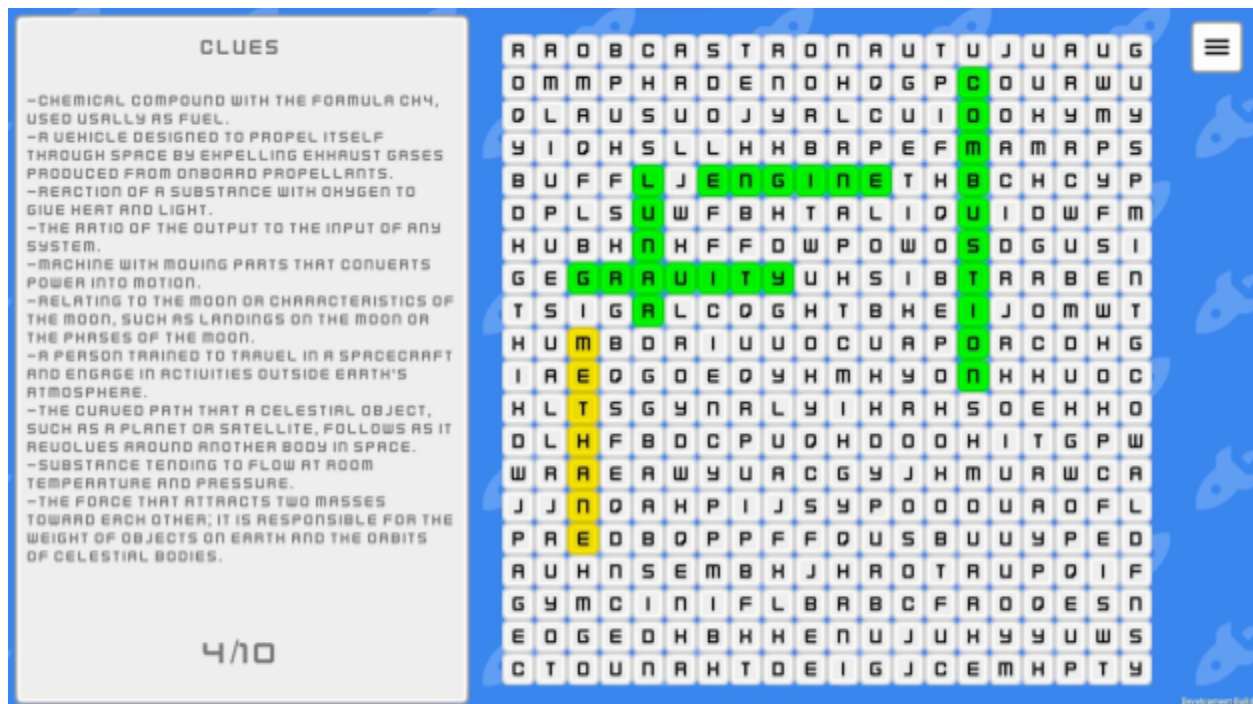 CLUES
-CHEMICAL COMPOUND WITH THE FORMULA CH4,
USED USALLY AS FUEL.
-A VEHICLE DESIGNED TO PROPEL ITSELF
THROUGH SPACE BY EXPELLING EXHAUST GASES
PRODUCED FROM ONBOARD PROPELLANTS.
-REACTION OF A SUBSTANCE WITH OXYGEN TO
GIVE HEAT AND LIGHT.
-THE RATIO OF THE OUTPUT TO THE INPUT OF ANY
SYSTEM.
-MACHINE WITH MOVING PARTS THAT CONVERTS
POWER INTO MOTION.
-RELATING TO THE MOON OR CHARACTERISTICS OF
THE MOON, SUCH AS LANDINGS ON THE MOON OR
THE PHASES OF THE MOON.
-A PERSON TRAINED TO TRAVEL IN A SPACECRAFT
AND ENGAGE IN ACTIVITIES OUTSIDE EARTH'S
ATMOSPHERE.
-THE CURVED PATH THAT A CELESTIAL OBJECT,
SUCH AS A PLANET OR SATELLITE, FOLLOWS AS IT
REVOLVES AROUND ANOTHER BODY IN SPACE.
-SUBSTANCE TENDING TO FLOW AT ROOM
TEMPERATURE AND PRESSURE.
-THE FORCE THAT ATTRACTS TWO MASSES
TOWARD EACH OTHER; IT IS RESPONSIBLE FOR THE
WEIGHT OF OBJECTS ON EARTH AND THE ORBITS
OF CELESTIAL BODIES.
4/10
A R O B C A S T R O N A U T U J U A U G
O M M P H R D E N O H Q G P C O U R W U
Q L A U S U O J Y R L C U I O O X Y M Y
Y I Q H S L L H X B R P E F M A M R P S
B U F F L J E N G I N E T H B C H C Y P
D P L S U W F B H T A L I Q U I D W F M
X U B H N X F F D W P O W O S D G U S I
G E G R A V I T Y U H S I B T A R B E N
T S I G R L C D G H T B X E I J O M W T
H U M B D A I U V O C U A P O R C D X G
I A E Q G O E Q Y H M X Y O N X H U O C
X L T S G Y N A L Y I H R H S O E H X O
D L H F B D C P U Q H D O O H I T G P W
W R A E A W Y U A C G Y J H M U R W C A
J J N D A H P I J S Y P O D O U A O F L
P R E D B Q P P F F Q U S B U V Y P E D
A U H N S E M B X J H R O T A U P Q I F
G Y M C I N I F L B R B C F R O Q E S N
E O G E D X B H X E N U J U H Y Y U W S
C T O U N A H T D E I G J C E M H P T Y
Development Build